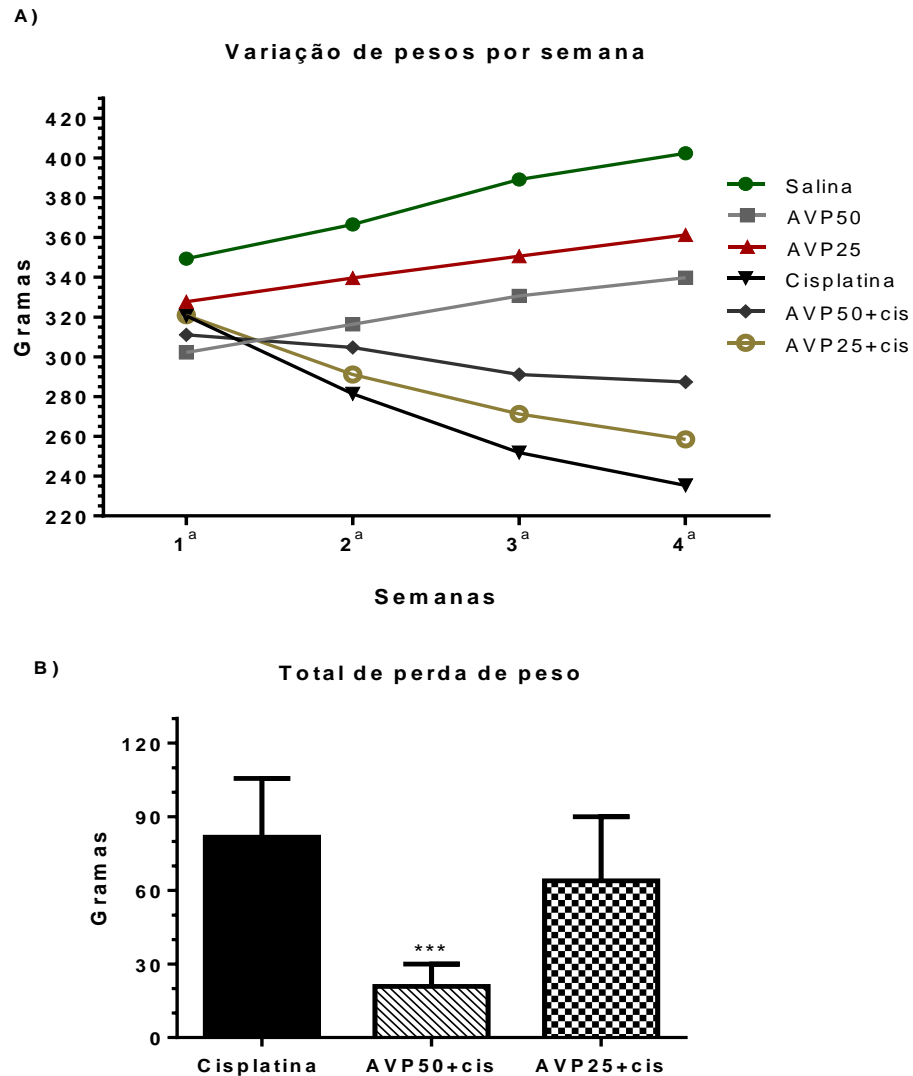 A)
Variação de pesos por semana
Gramas
420
400
380
360
340
320
300
280
260
240
220
1ª 2ª 3ª 4ª
Semanas
Salina
AVP50
AVP25
Cisplatina
AVP50+cis
AVP25+cis
B)
Total de perda de peso
Gramas
120
90
60
30
0
***
Cisplatina AVP50+cis AVP25+cis